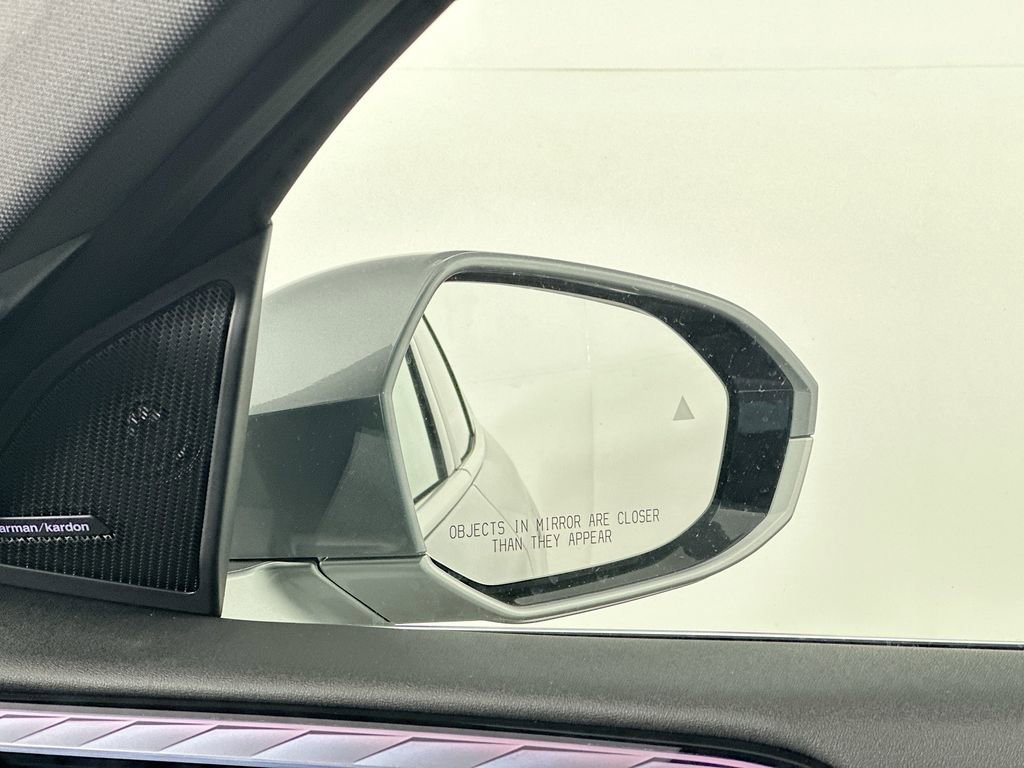 OBJECTS IN MIRROR ARE CLOSER
THAN THEY APPEAR
arman/kardon